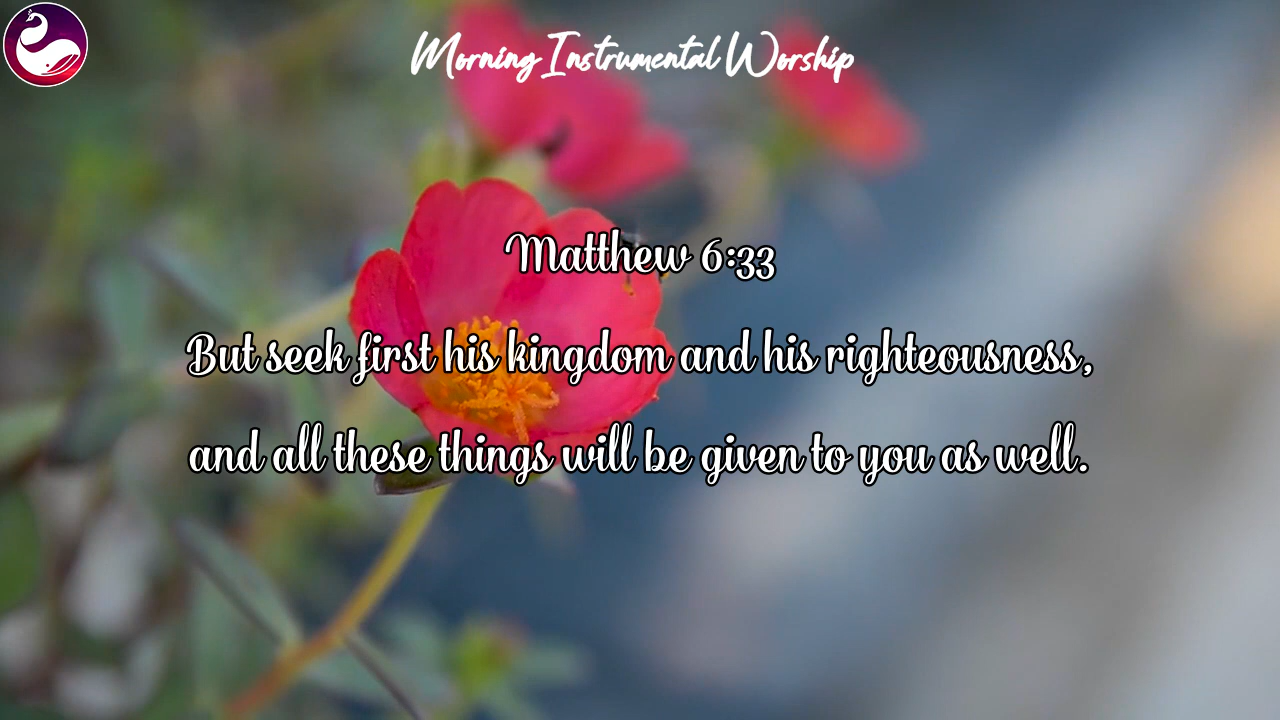 Morning Instrumental Worship
Matthew 6:33
But seek first his kingdom and his righteousness,
and all these things will be given to you as well.